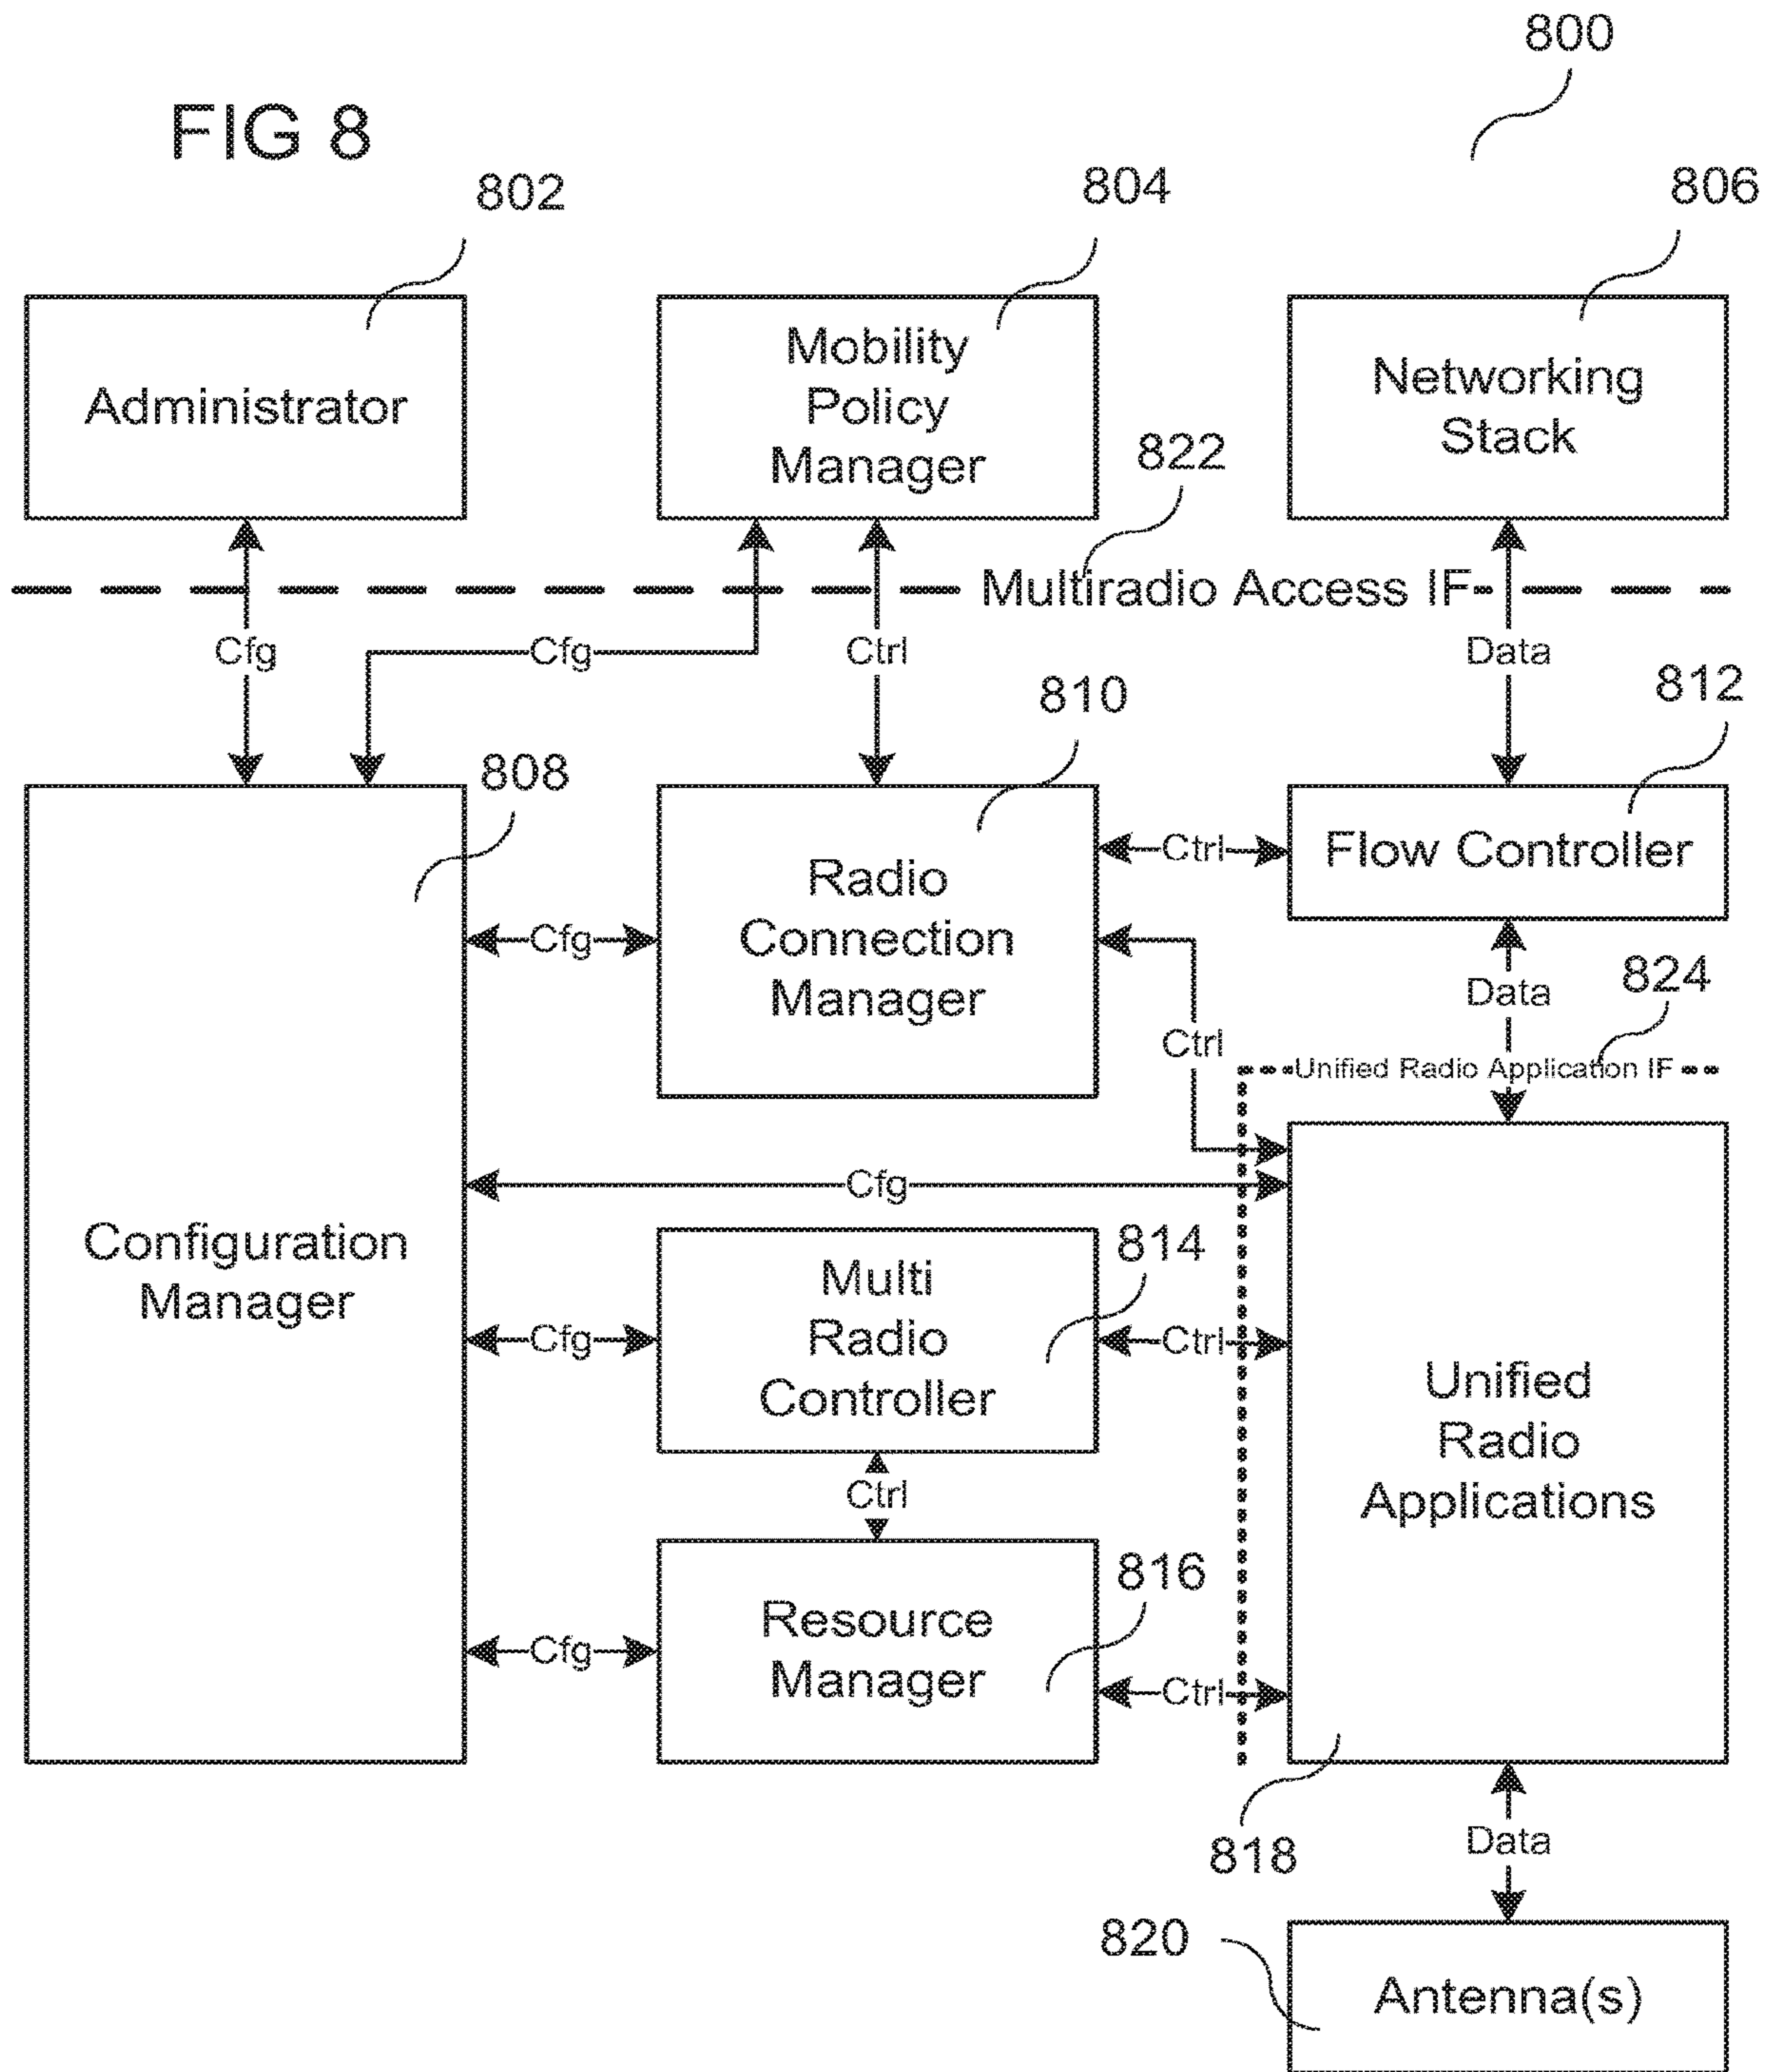 800
FIG 8
802
804
806
Administrator
Mobility
Policy
Manager
Networking
Stack
822
Multiradio Access IF
Cfg
Cfg
Ctrl
Data
808
810
812
Radio
Connection
Manager
Ctrl
Flow Controller
Cfg
Data
824
Ctrl
Unified Radio Application IF
Cfg
Configuration
Manager
Multi
Radio
Controller
814
Cfg
Ctrl
Unified
Radio
Applications
Ctrl
Resource
Manager
816
Cfg
Ctrl
818
Data
820
Antenna(s)